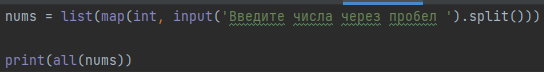 nums = list(map(int, input('Введите числа через пробел ').split()))
print(all(nums))